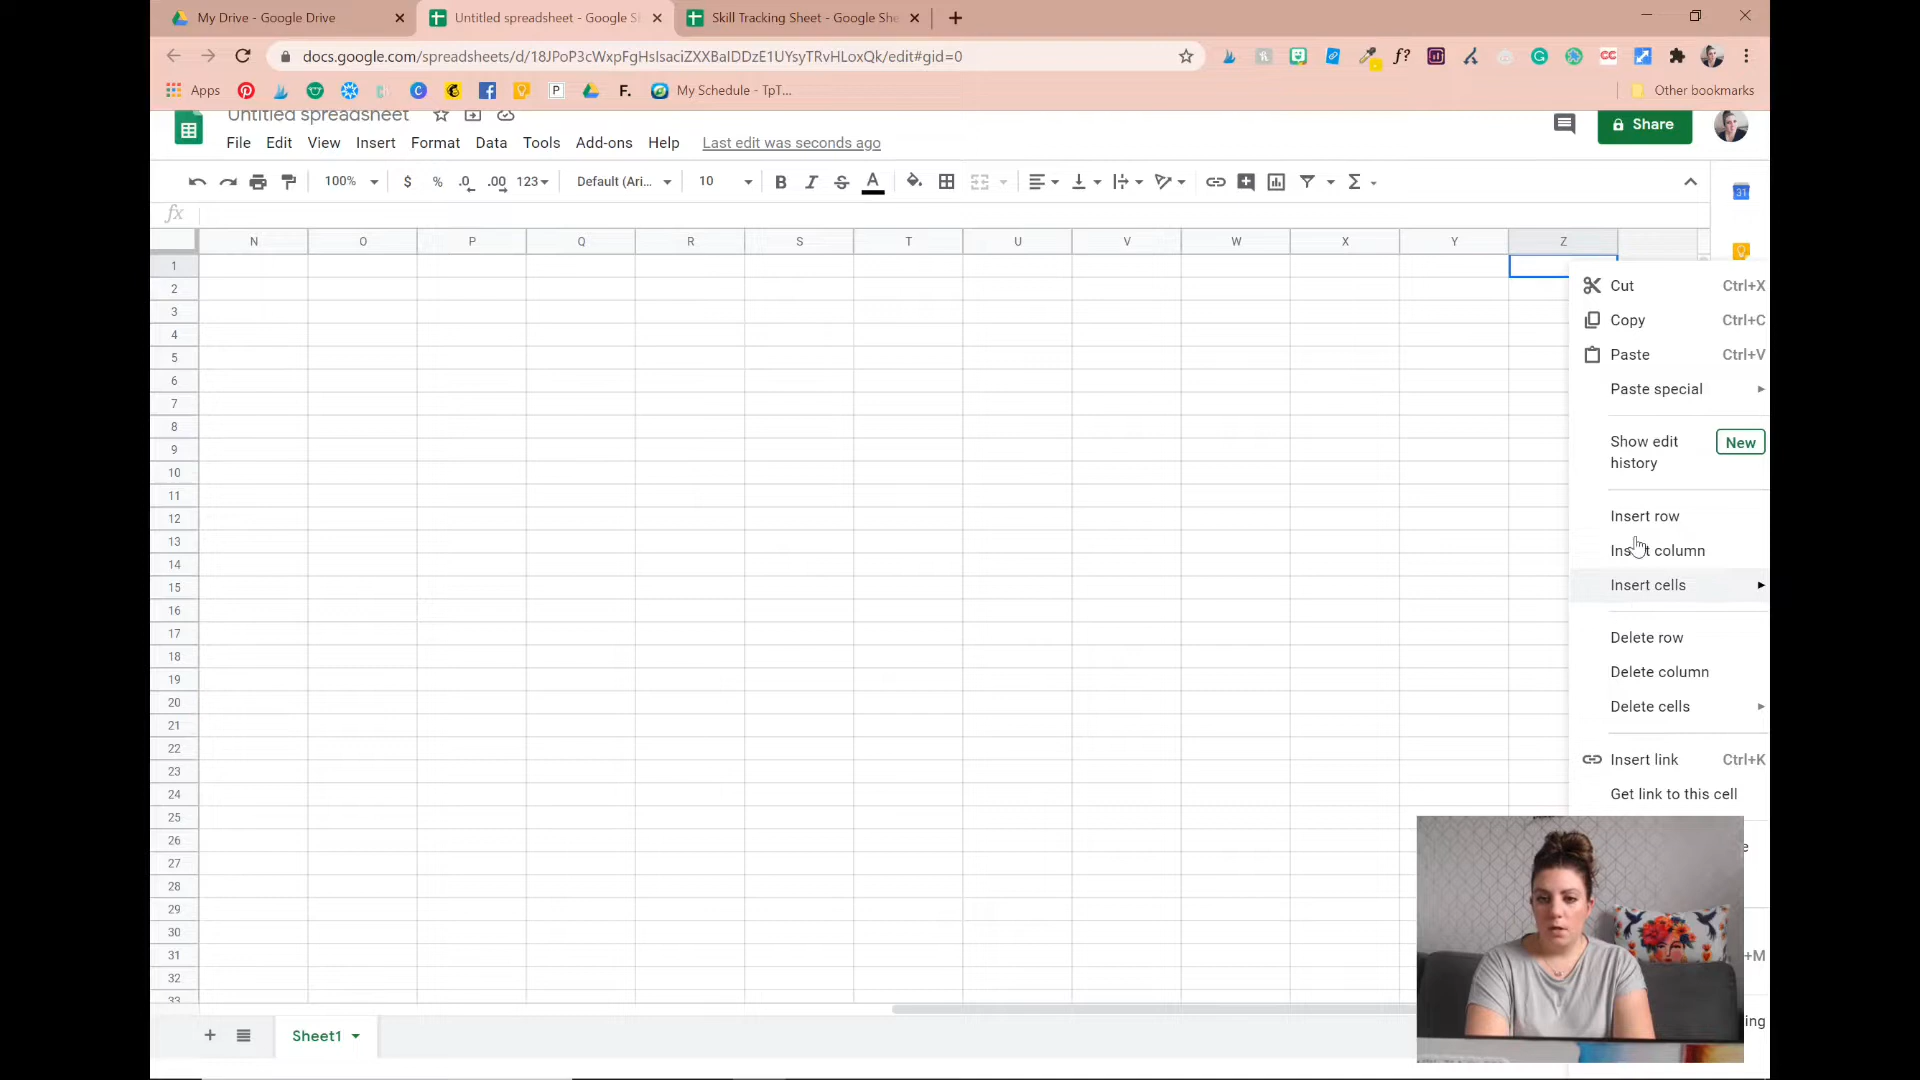 My Drive - Google Drive
Untitled spreadsheet - Google S
Skill Tracking Sheet - Google She
docs.google.com/spreadsheets/d/18JPoP3cWxpFgHsIsaciZXXBaIDDzE1UYsyTRvHLoxQk/edit#gid=0
f?
CC
Apps
P
F.
My Schedule - TpT...
Other bookmarks
Untitled spreadsheet
File Edit View Insert Format Data Tools Add-ons Help Last edit was seconds ago
Share
100% $ % .0 .00 123 Default (Ari... 10 B I S A Σ
31
fx
N O P Q R S T U V W X Y Z
1
2
3
4
5
6
7
8
9
10
11
12
13
14
15
16
17
18
19
20
21
22
23
24
25
26
27
28
29
30
31
32
33
Cut Ctrl+X
Copy Ctrl+C
Paste Ctrl+V
Paste special
Show edit history New
Insert row
Insert column
Insert cells
Delete row
Delete column
Delete cells
Insert link Ctrl+K
Get link to this cell
e
+M
ing
Sheet1